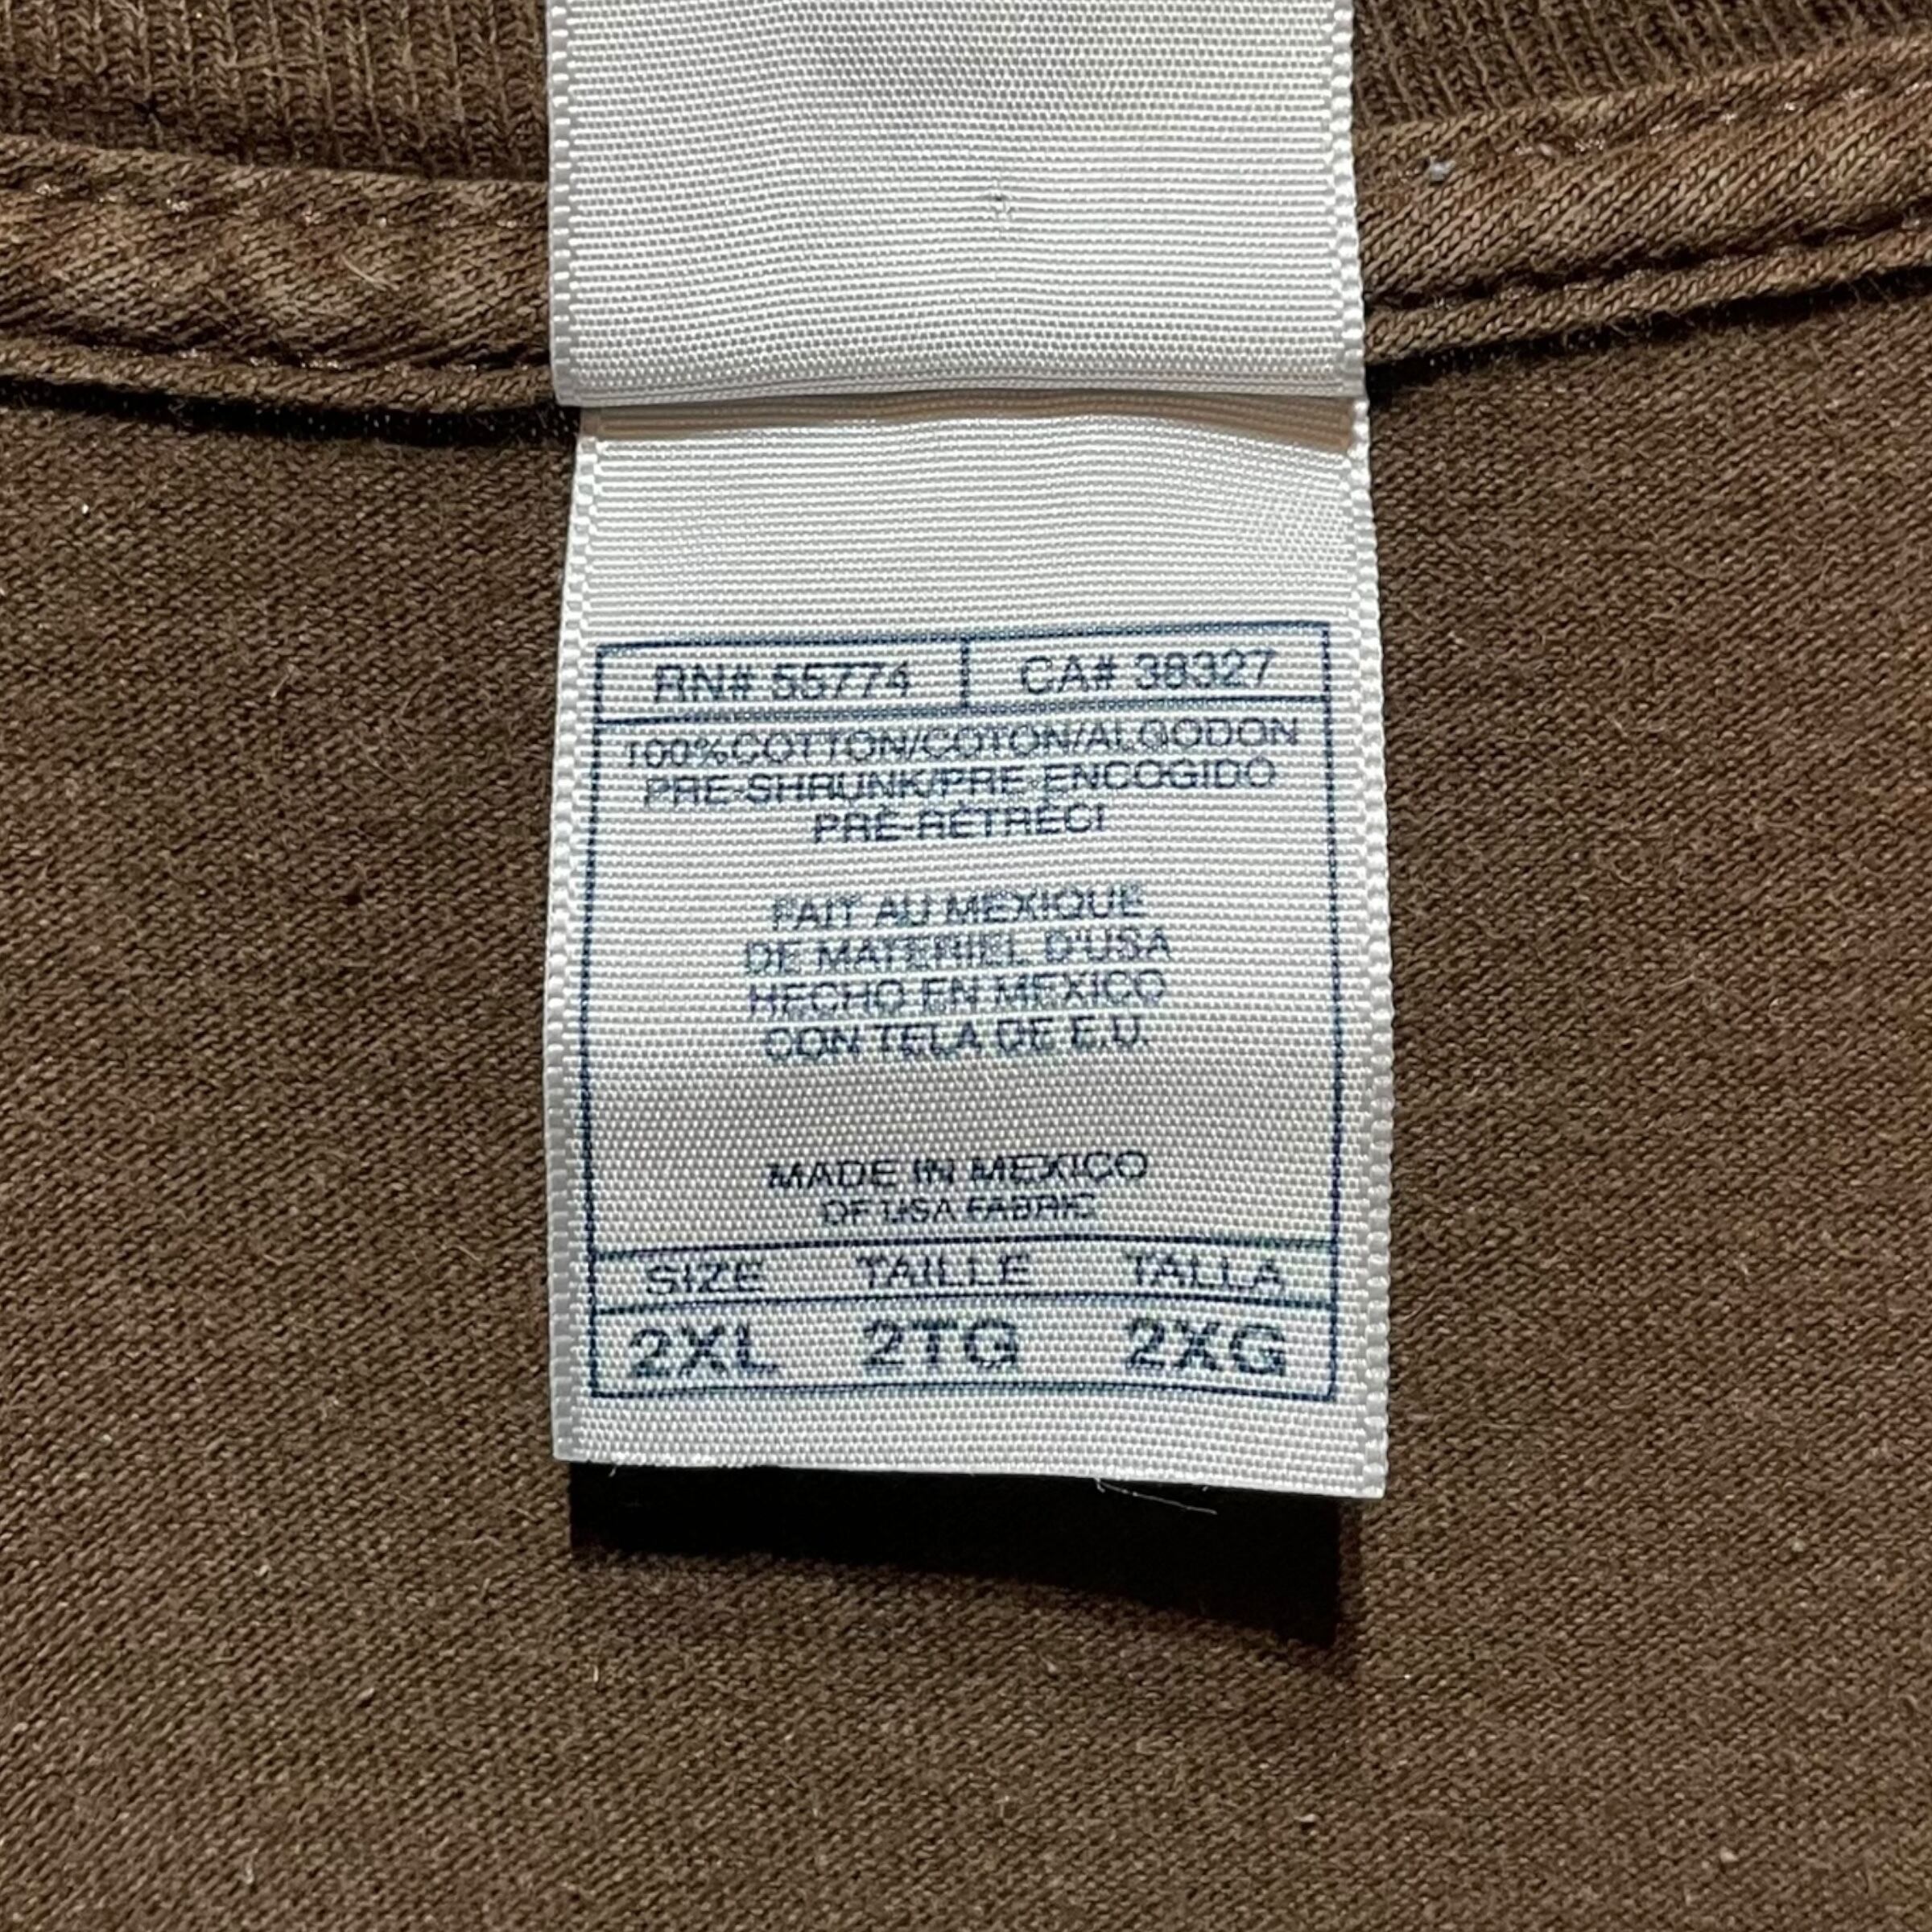 RN# 55774 CA# 38327
100%COTTON/COTON/ALGODON
PRE-SHRUNK/PRE-ENCOGIDO
PRÉ-RÉTRÉCI
FAIT AU MEXIQUE
DE MATERIEL D'USA
HECHO EN MEXICO
CON TELA DE E.U.
MADE IN MEXICO
OF USA FABRIC
SIZE TAILLE TALLA
2XL 2TG 2XG